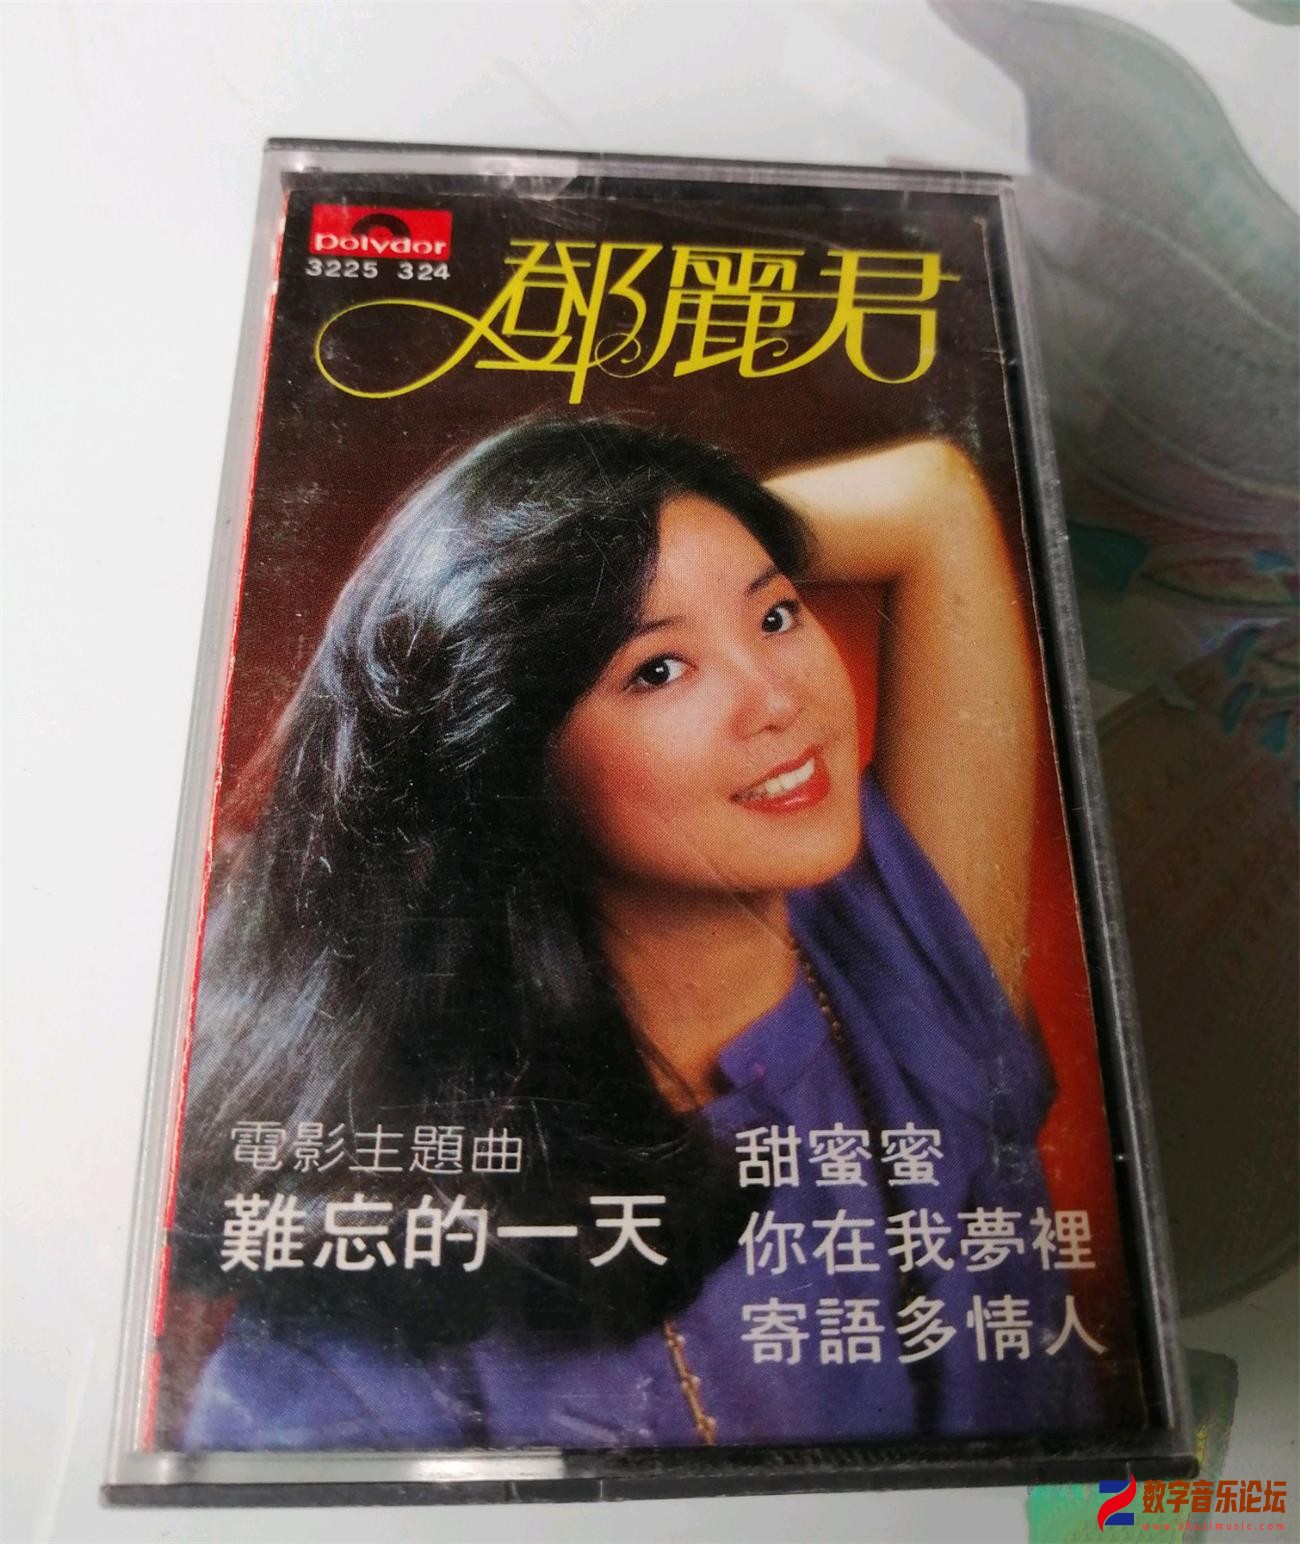 polydor
3225 324
鄧麗君
電影主題曲
難忘的一天
甜蜜蜜
你在我夢裡
寄語多情人
数字音乐论坛